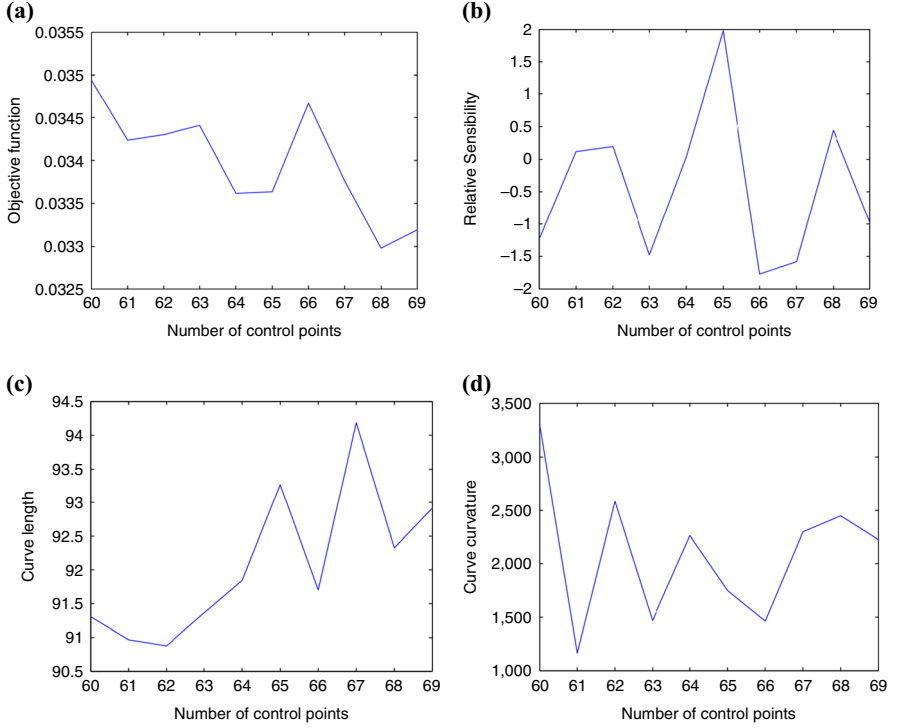 (a)
Objective function
0.0355
0.035
0.0345
0.034
0.0335
0.033
0.0325
60 61 62 63 64 65 66 67 68 69
Number of control points
(b)
Relative Sensibility
2
1.5
1
0.5
0
−0.5
−1
−1.5
−2
60 61 62 63 64 65 66 67 68 69
Number of control points
(c)
Curve length
94.5
94
93.5
93
92.5
92
91.5
91
90.5
60 61 62 63 64 65 66 67 68 69
Number of control points
(d)
Curve curvature
3,500
3,000
2,500
2,000
1,500
1,000
60 61 62 63 64 65 66 67 68 69
Number of control points